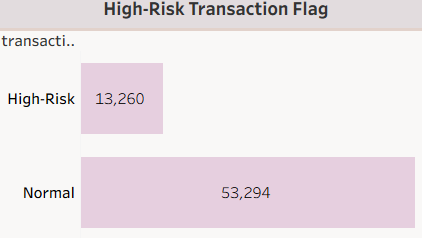 High-Risk Transaction Flag
transacti..
High-Risk 13,260
Normal 53,294